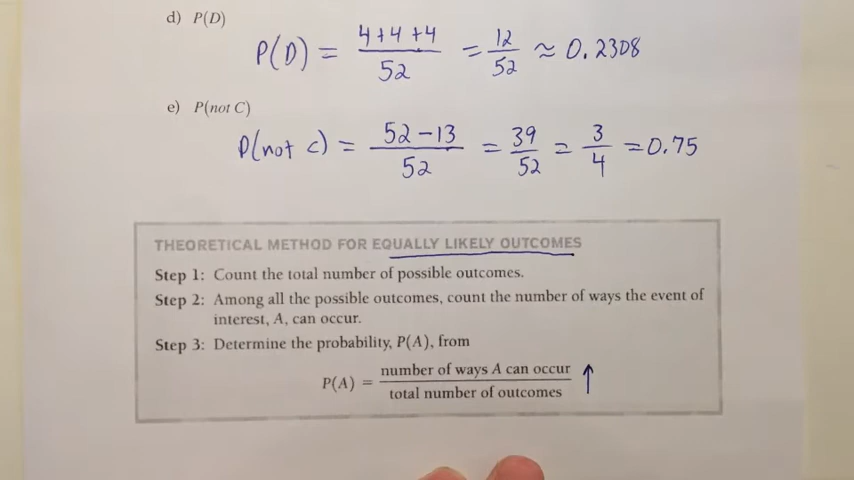 d) P(D)
P(D) = 4+4+4/52 = 12/52 ≈ 0.2308
e) P(not C)
P(not C) = 52-13/52 = 39/52 = 3/4 = 0.75
THEORETICAL METHOD FOR EQUALLY LIKELY OUTCOMES
Step 1: Count the total number of possible outcomes.
Step 2: Among all the possible outcomes, count the number of ways the event of
interest, A, can occur.
Step 3: Determine the probability, P(A), from
P(A) = number of ways A can occur/total number of outcomes ↑